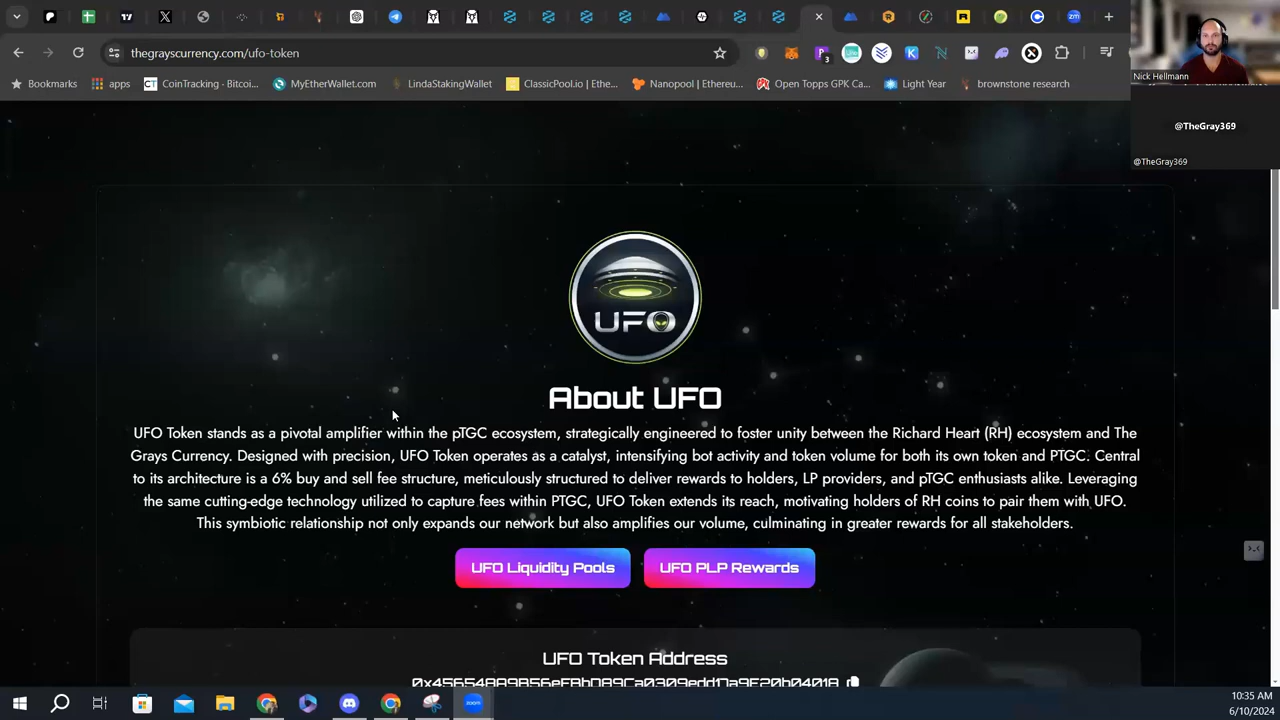 thegrayscurrency.com/ufo-token
3
Nick Hellmann
Bookmarks
apps
CT
CoinTracking - Bitcoi...
MyEtherWallet.com
LindaStakingWallet
ClassicPool.io | Ethe...
Nanopool | Ethereu...
Open Topps GPK Ca...
Light Year
brownstone research
@TheGray369
@TheGray369
UFO
About UFO
UFO Token stands as a pivotal amplifier within the pTGC ecosystem, strategically engineered to foster unity between the Richard Heart (RH) ecosystem and The
Grays Currency. Designed with precision, UFO Token operates as a catalyst, intensifying bot activity and token volume for both its own token and PTGC. Central
to its architecture is a 6% buy and sell fee structure, meticulously structured to deliver rewards to holders, LP providers, and pTGC enthusiasts alike. Leveraging
the same cutting-edge technology utilized to capture fees within PTGC, UFO Token extends its reach, motivating holders of RH coins to pair them with UFO.
This symbiotic relationship not only expands our network but also amplifies our volume, culminating in greater rewards for all stakeholders.
UFO Liquidity Pools
UFO PLP Rewards
UFO Token Address
zoom
10:35 AM
6/10/2024